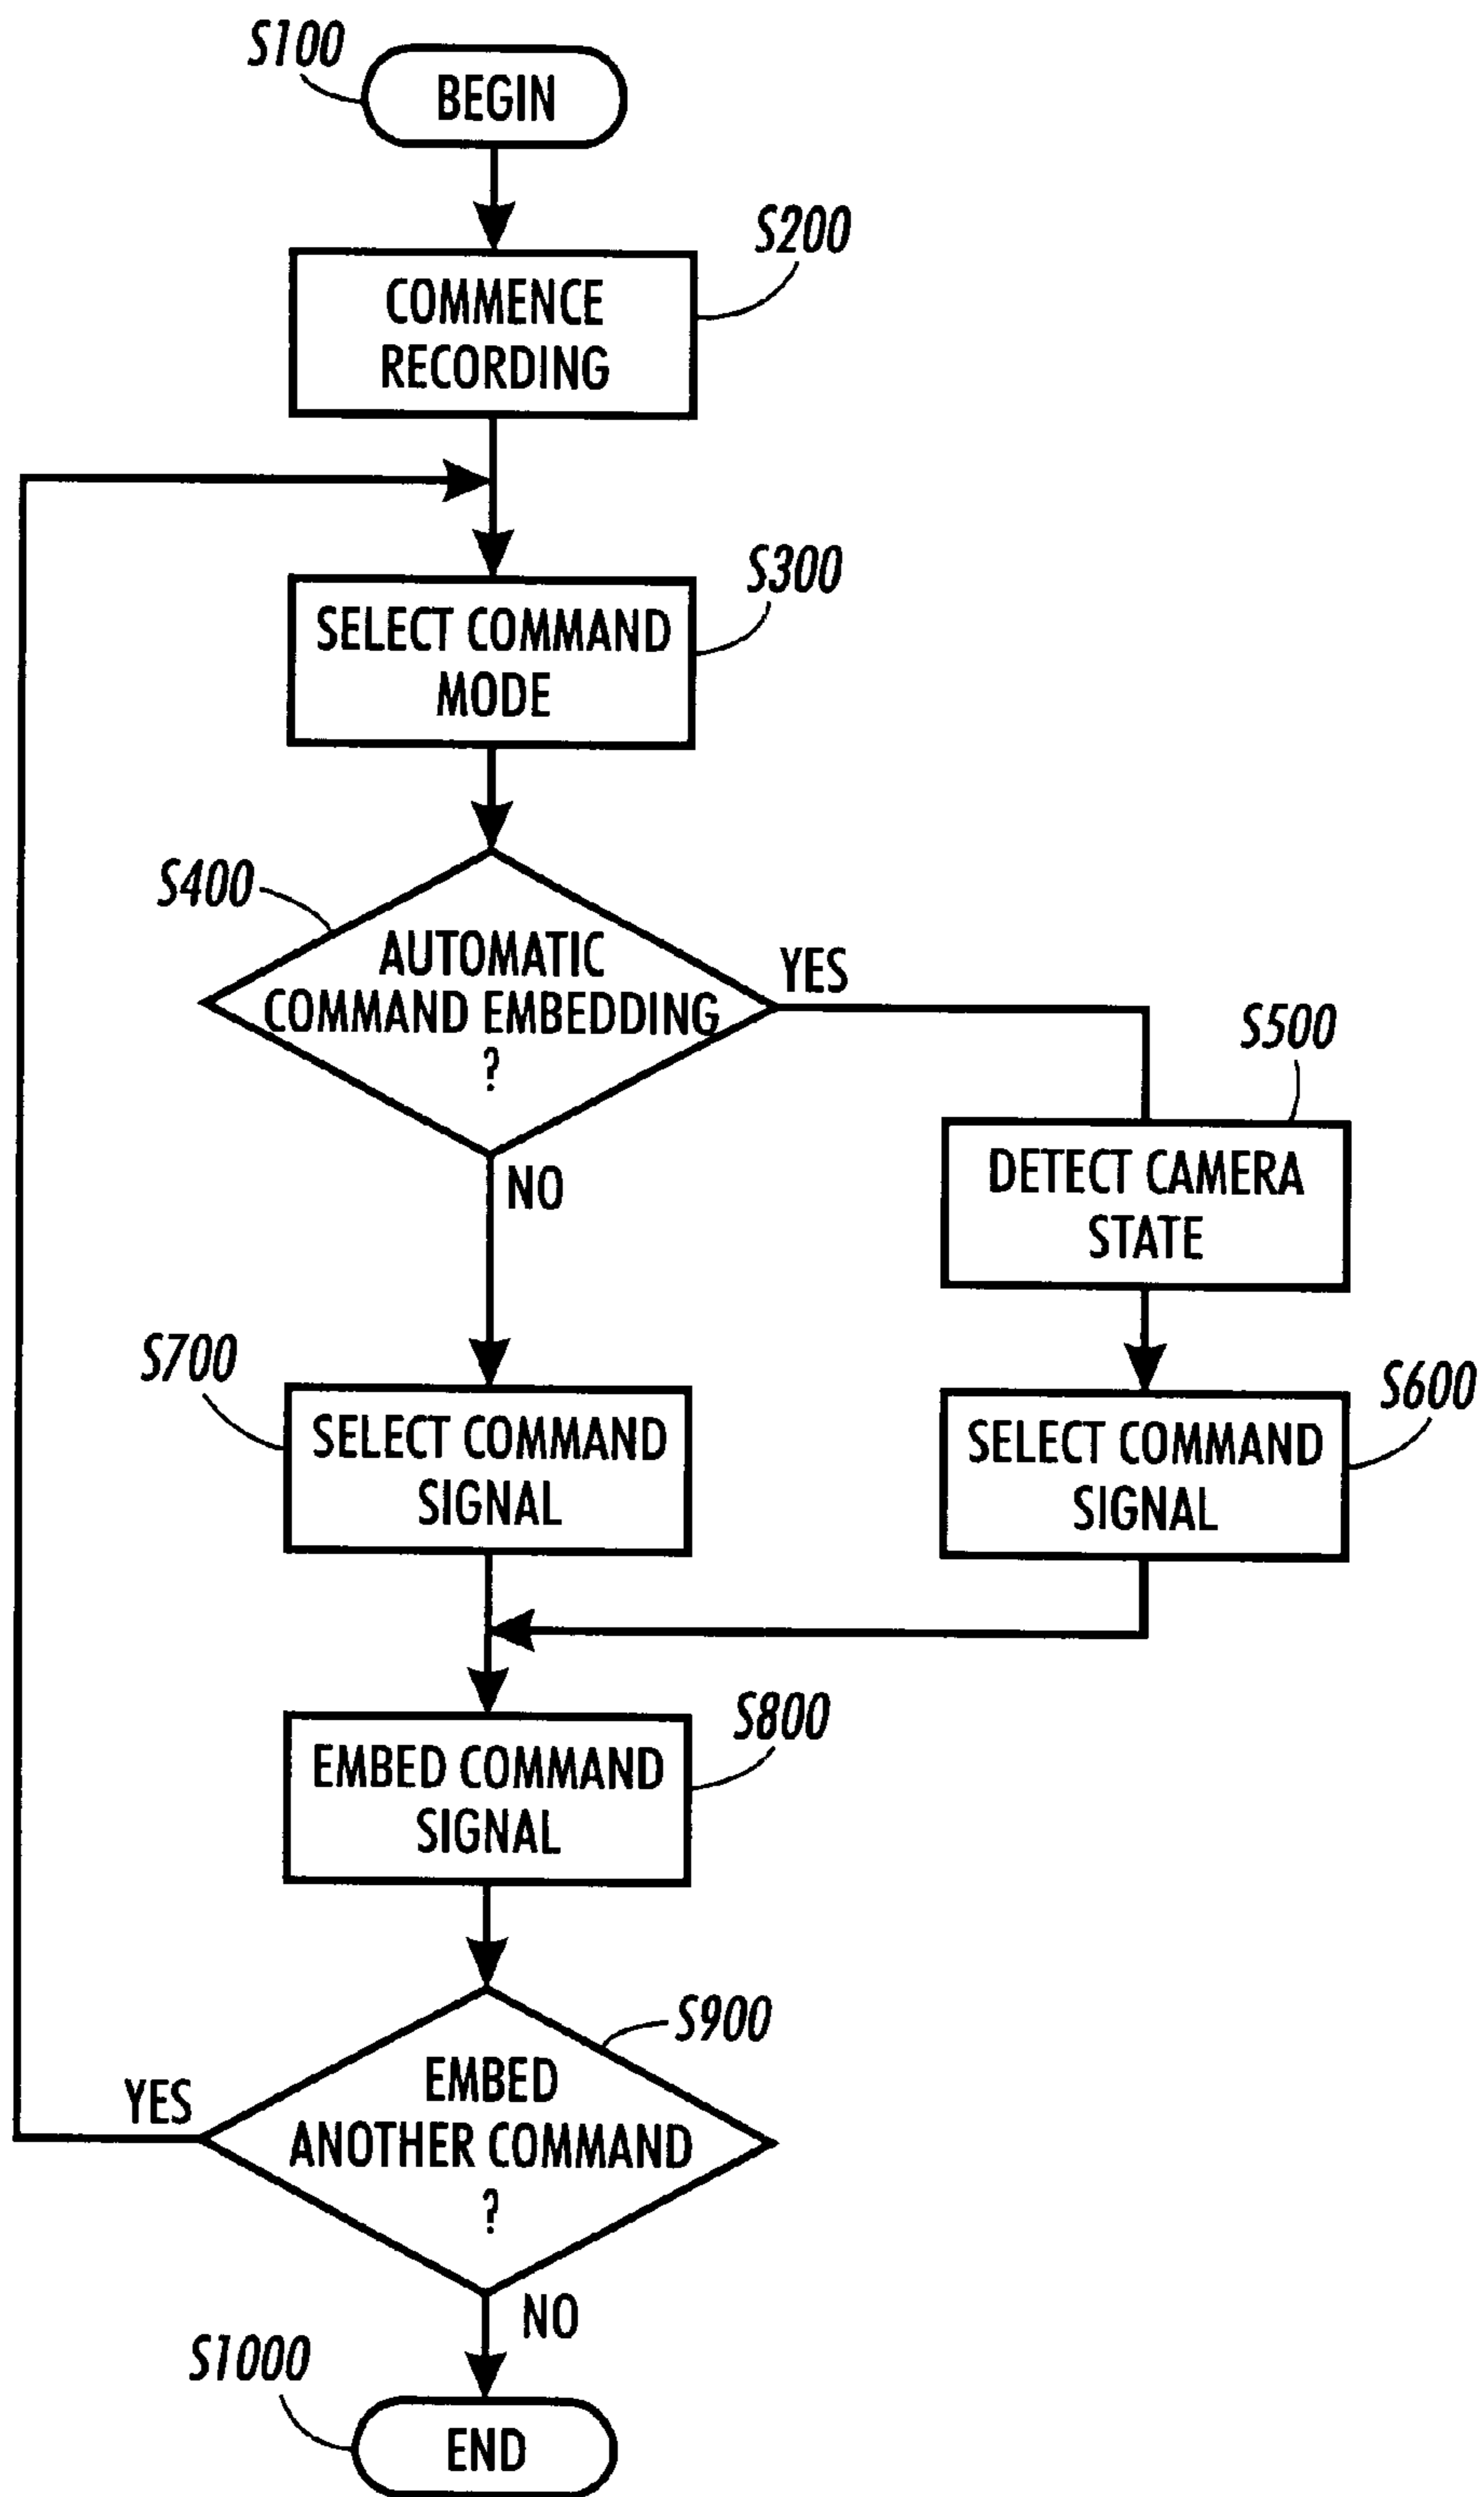 S100
BEGIN
S200
COMMENCE
RECORDING
S300
SELECT COMMAND
MODE
S400
AUTOMATIC
COMMAND EMBEDDING
?
YES
NO
S500
DETECT CAMERA
STATE
S600
SELECT COMMAND
SIGNAL
S700
SELECT COMMAND
SIGNAL
S800
EMBED COMMAND
SIGNAL
S900
EMBED
ANOTHER COMMAND
?
YES
NO
S1000
END